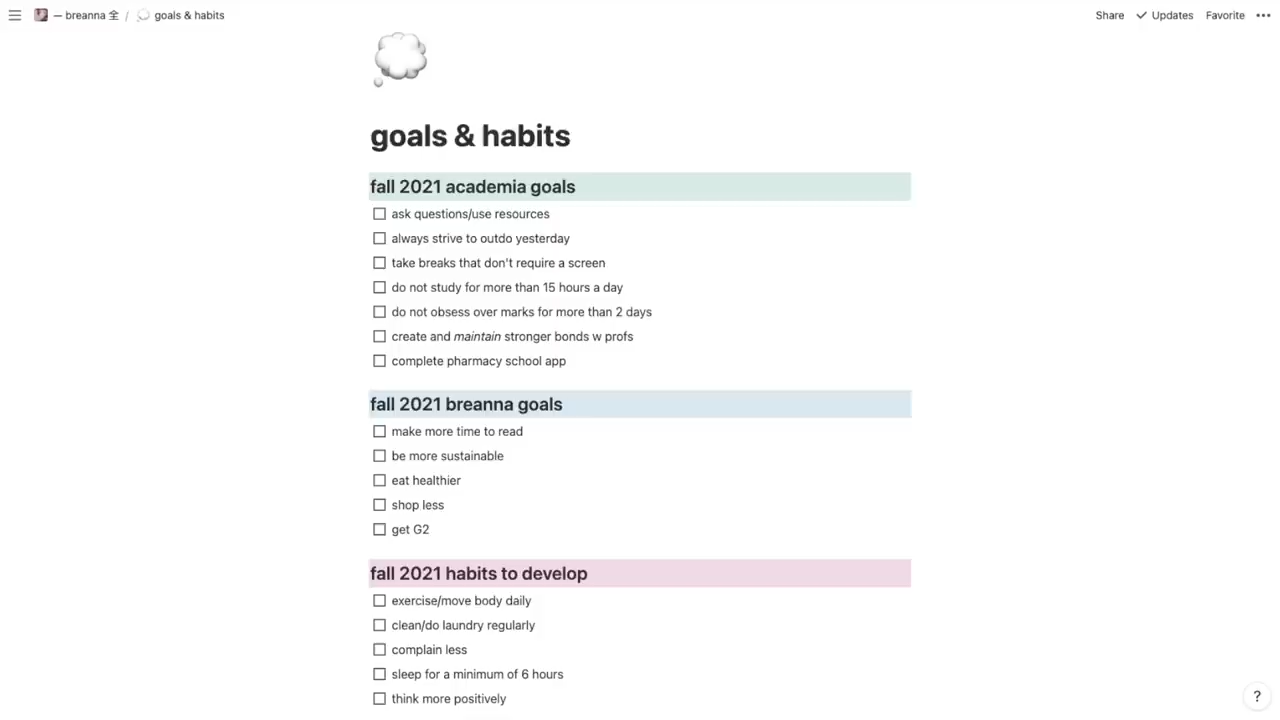 — breanna 全 / goals & habits
Share Updates Favorite
goals & habits
fall 2021 academia goals
ask questions/use resources
always strive to outdo yesterday
take breaks that don't require a screen
do not study for more than 15 hours a day
do not obsess over marks for more than 2 days
create and maintain stronger bonds w profs
complete pharmacy school app
fall 2021 breanna goals
make more time to read
be more sustainable
eat healthier
shop less
get G2
fall 2021 habits to develop
exercise/move body daily
clean/do laundry regularly
complain less
sleep for a minimum of 6 hours
think more positively
?